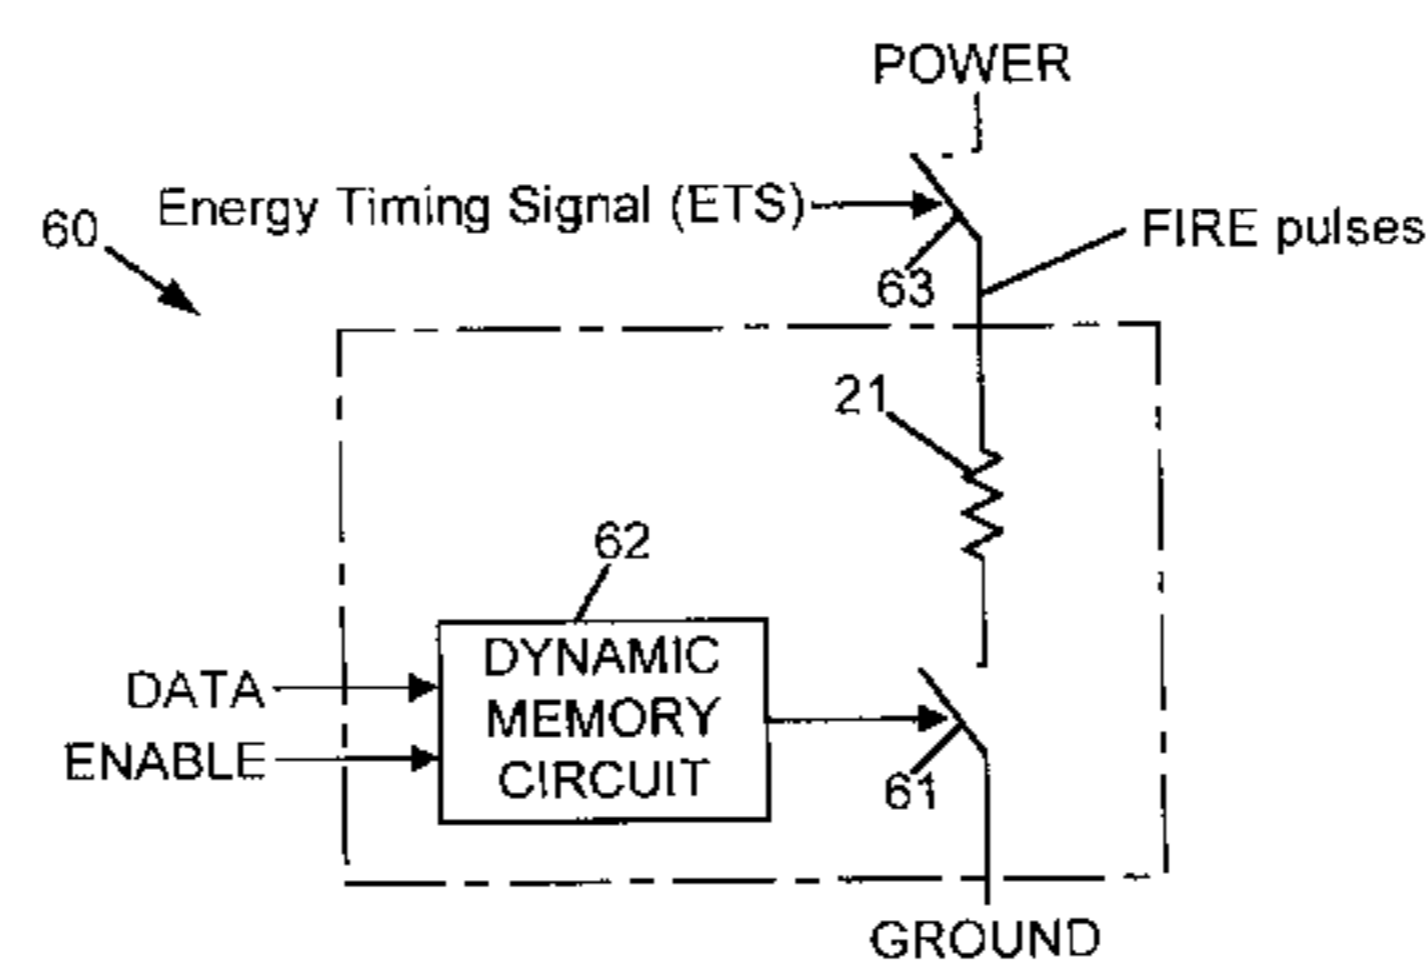 POWER
Energy Timing Signal (ETS)
60
FIRE pulses
63
21
62
DYNAMIC
MEMORY
CIRCUIT
DATA
ENABLE
61
GROUND